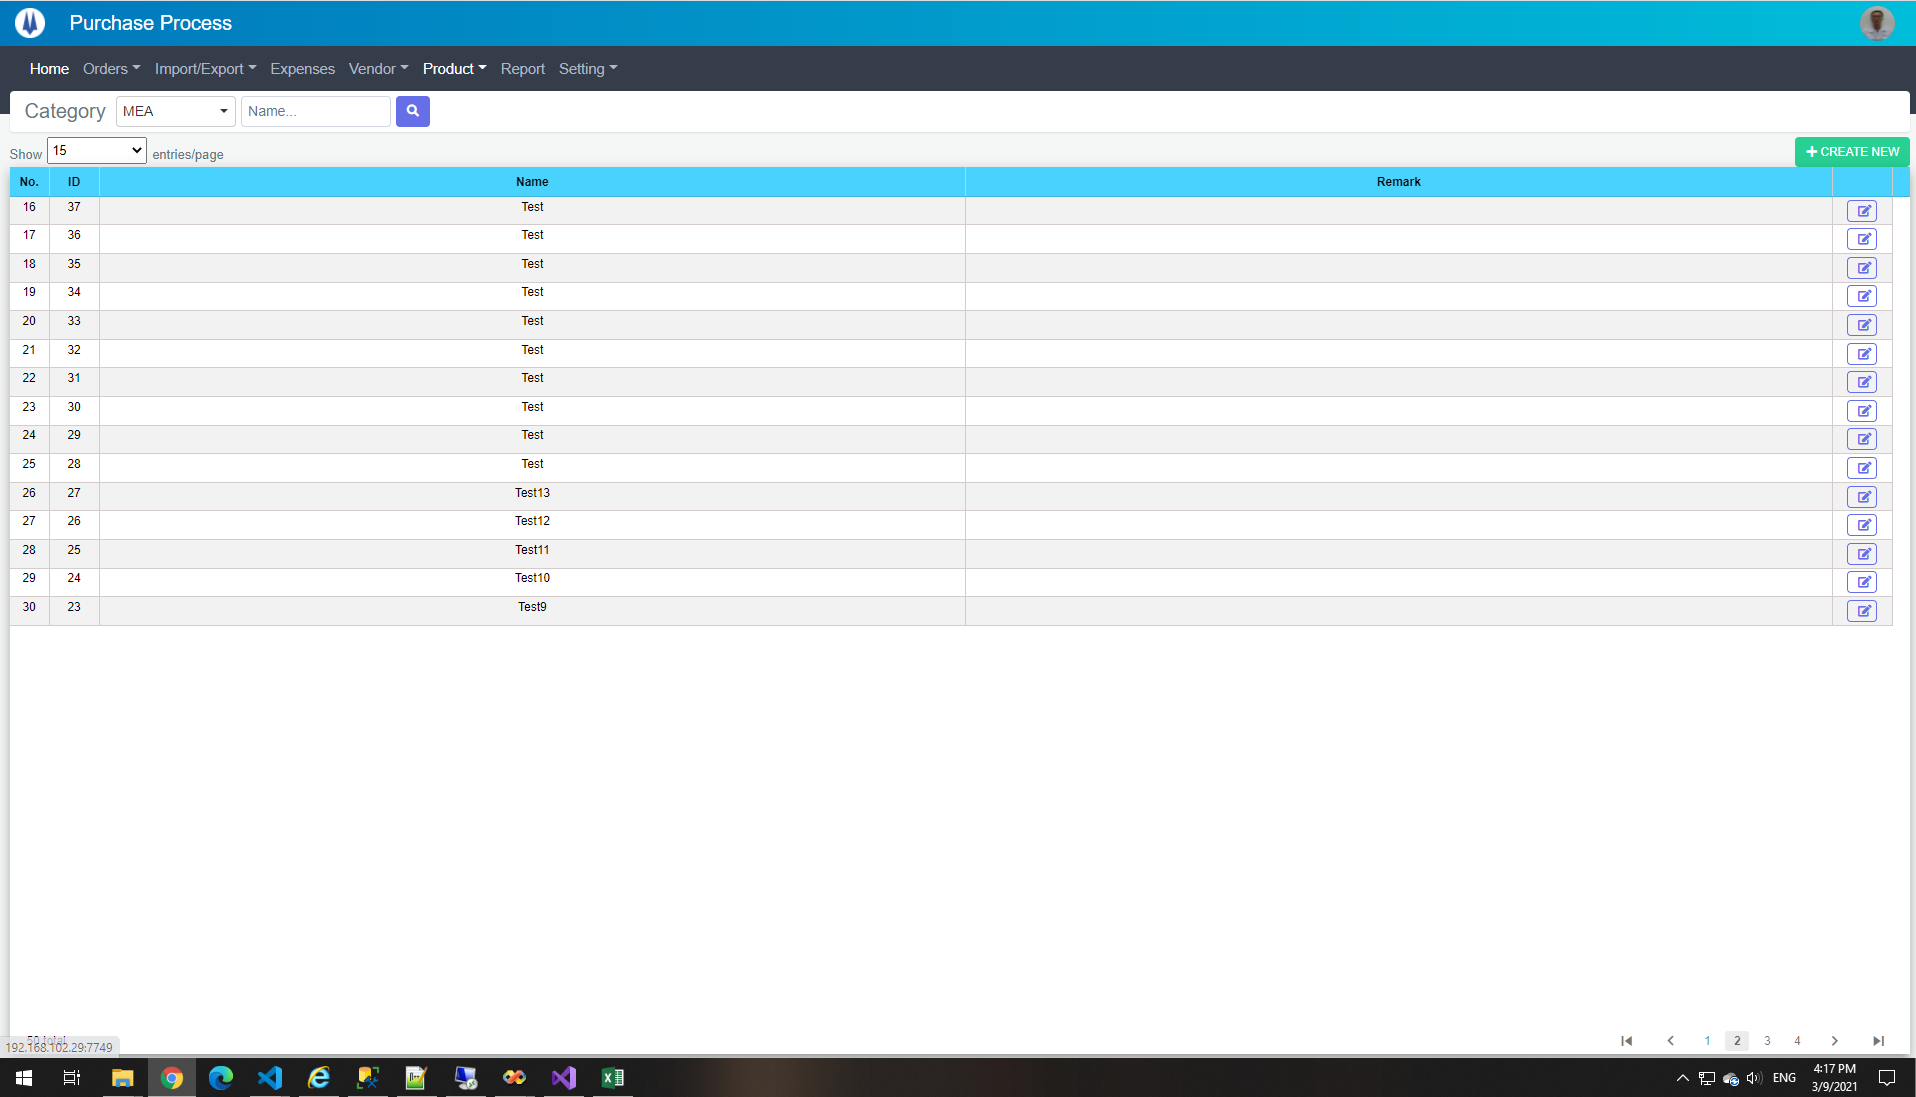 Purchase Process
Home Orders Import/Export Expenses Vendor Product Report Setting
Category MEA Name...
Show 15 entries/page + CREATE NEW
No. ID Name Remark
16 37 Test
17 36 Test
18 35 Test
19 34 Test
20 33 Test
21 32 Test
22 31 Test
23 30 Test
24 29 Test
25 28 Test
26 27 Test13
27 26 Test12
28 25 Test11
29 24 Test10
30 23 Test9
50 total 1 2 3 4
192.168.102.29:7749
ENG 4:17 PM
3/9/2021